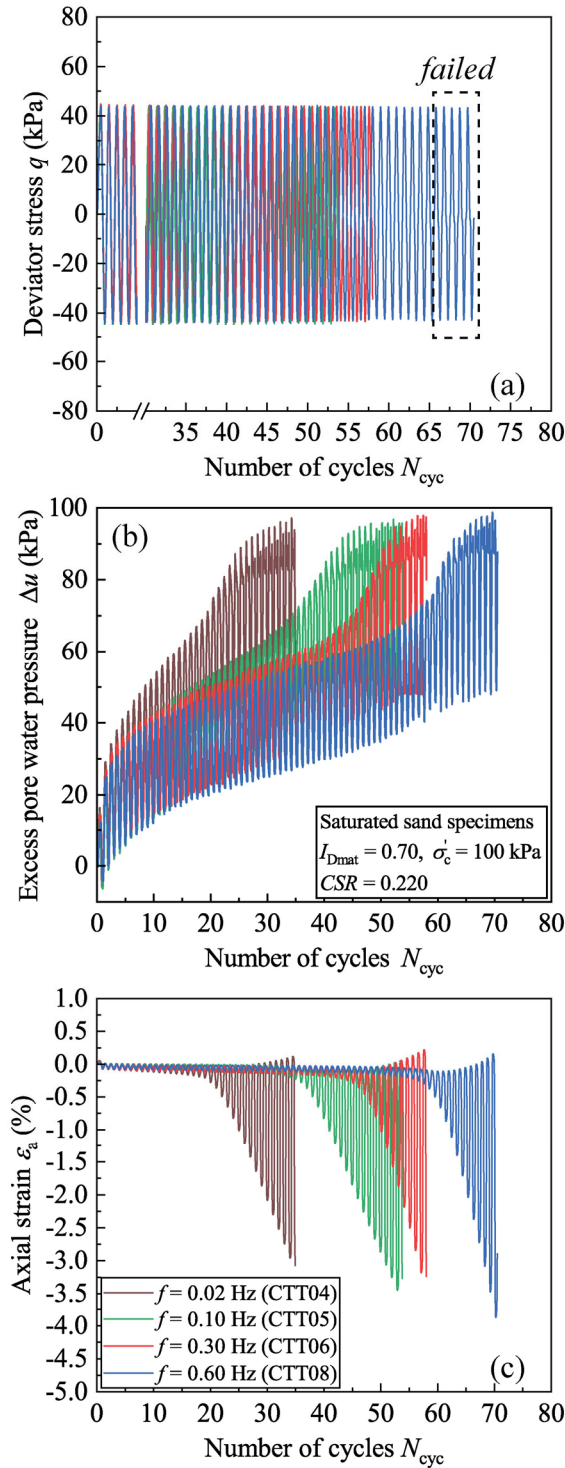 80
60
40
20
0
-20
-40
-60
-80
Deviator stress q (kPa)
failed
(a)
0 35 40 45 50 55 60 65 70 75 80
Number of cycles Ncyc
100
80
60
40
20
0
Excess pore water pressure Δu (kPa)
(b)
Saturated sand specimens
IDmat = 0.70, σ'c = 100 kPa
CSR = 0.220
0 10 20 30 40 50 60 70 80
Number of cycles Ncyc
1.0
0.5
0.0
-0.5
-1.0
-1.5
-2.0
-2.5
-3.0
-3.5
-4.0
-4.5
-5.0
Axial strain εa (%)
f = 0.02 Hz (CTT04)
f = 0.10 Hz (CTT05)
f = 0.30 Hz (CTT06)
f = 0.60 Hz (CTT08)
(c)
0 10 20 30 40 50 60 70 80
Number of cycles Ncyc